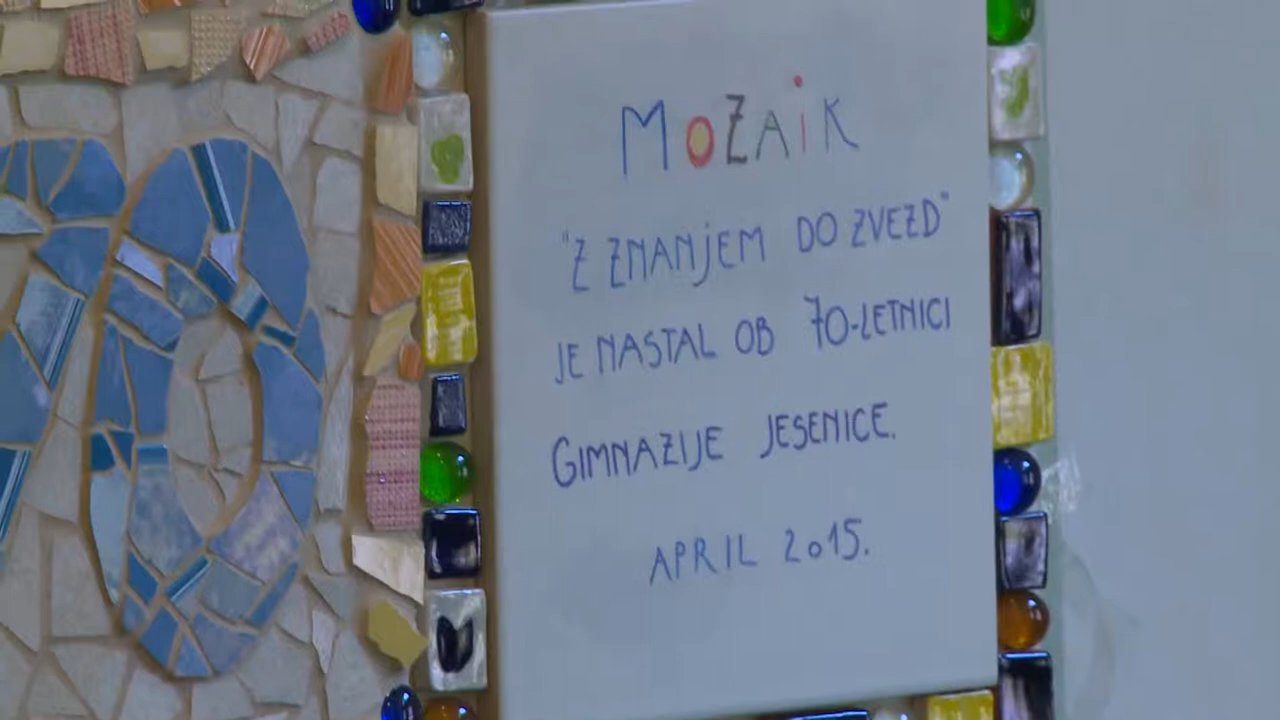 MoZAiK
"Z ZNANjEM DO ZVEZD"
JE NASTAL OB 70-LETNICI
GIMNAZIJE JESENICE.
APRIL 2015.